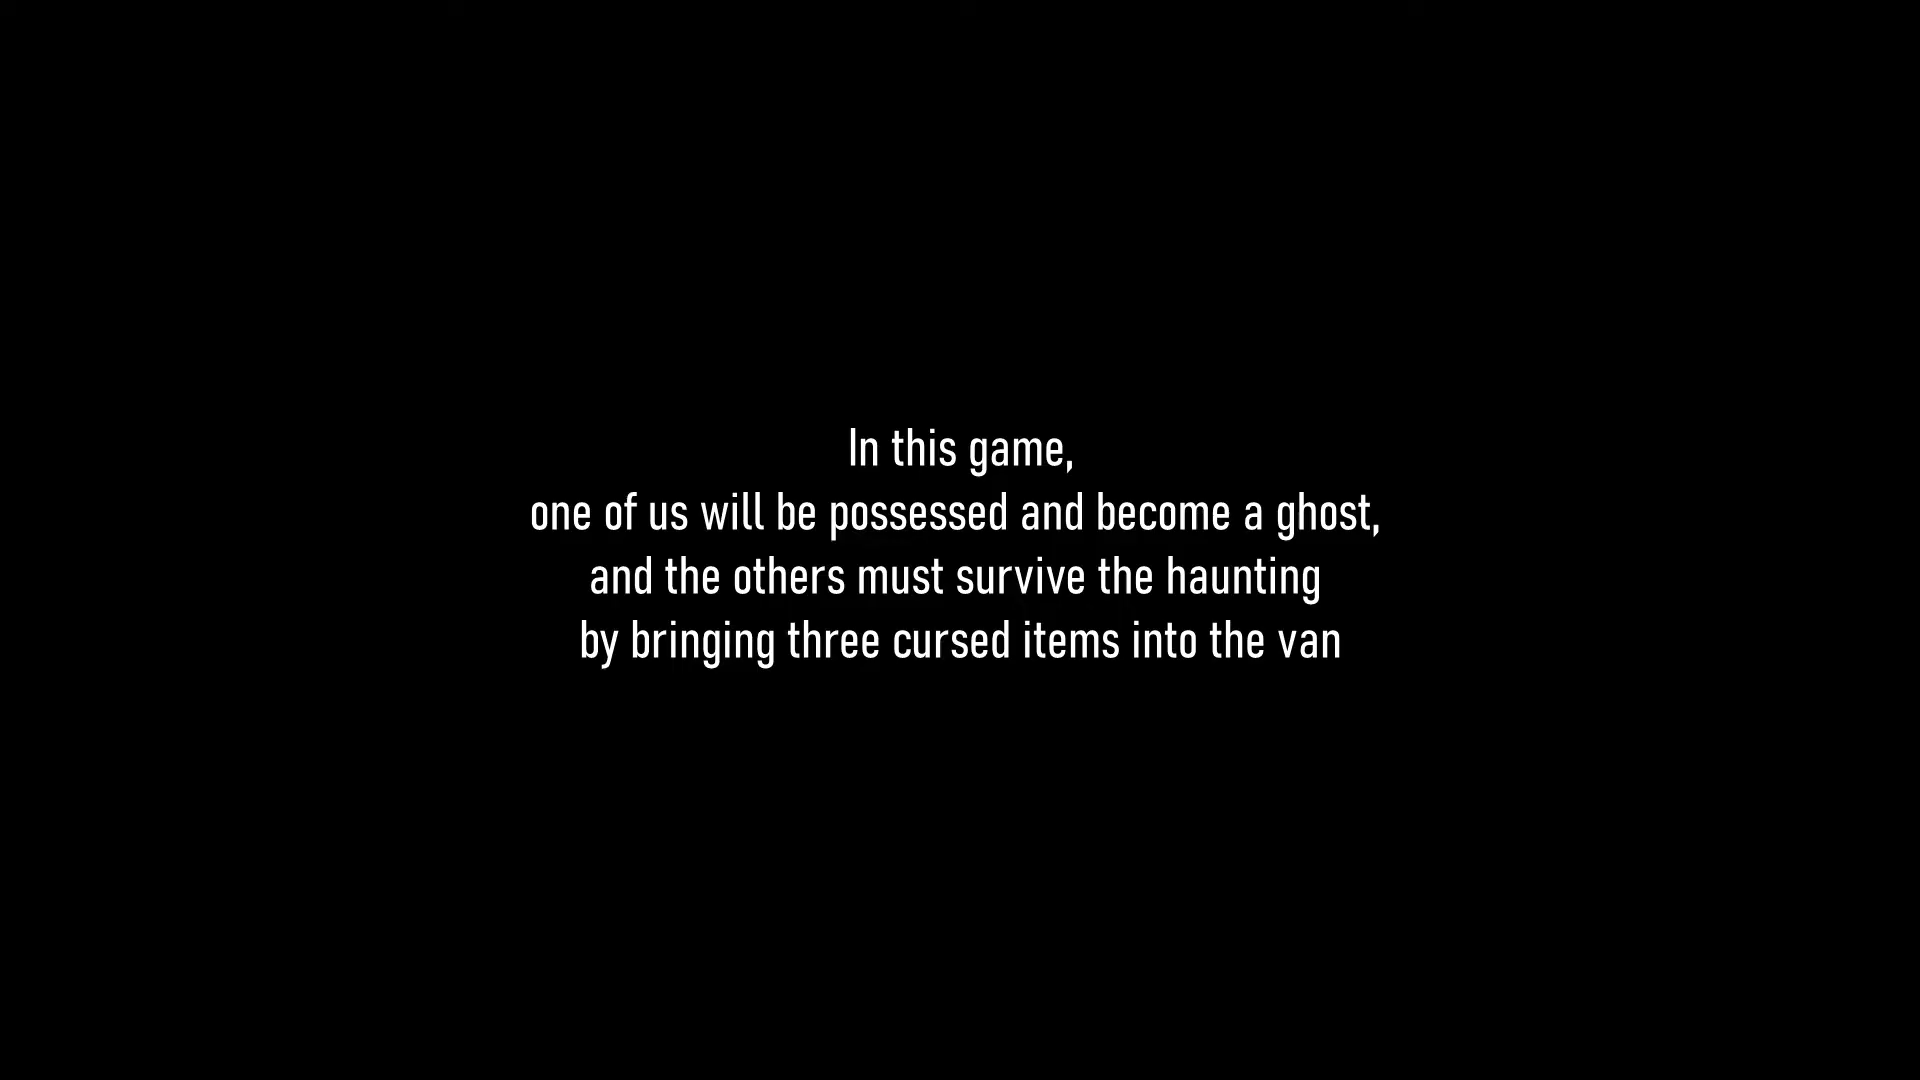 In this game,
one of us will be possessed and become a ghost,
and the others must survive the haunting
by bringing three cursed items into the van